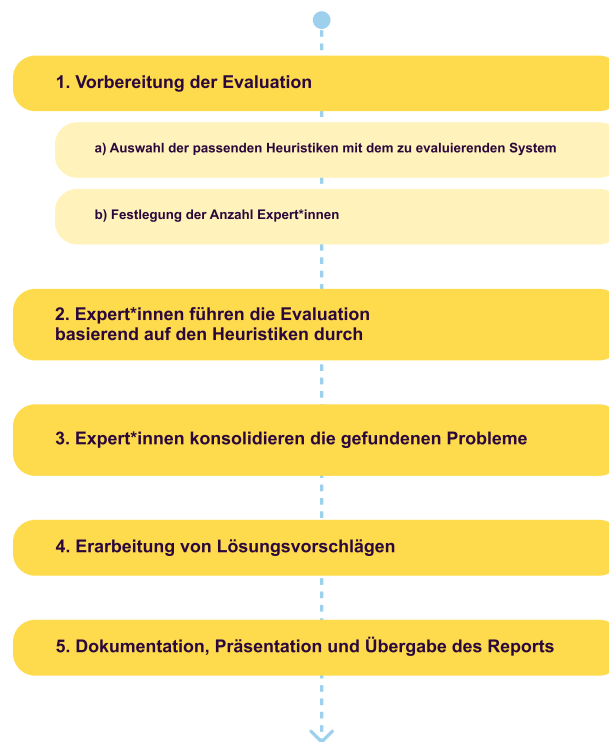 1. Vorbereitung der Evaluation
a) Auswahl der passenden Heuristiken mit dem zu evaluierenden System
b) Festlegung der Anzahl Expert*innen
2. Expert*innen führen die Evaluation
basierend auf den Heuristiken durch
3. Expert*innen konsolidieren die gefundenen Probleme
4. Erarbeitung von Lösungsvorschlägen
5. Dokumentation, Präsentation und Übergabe des Reports